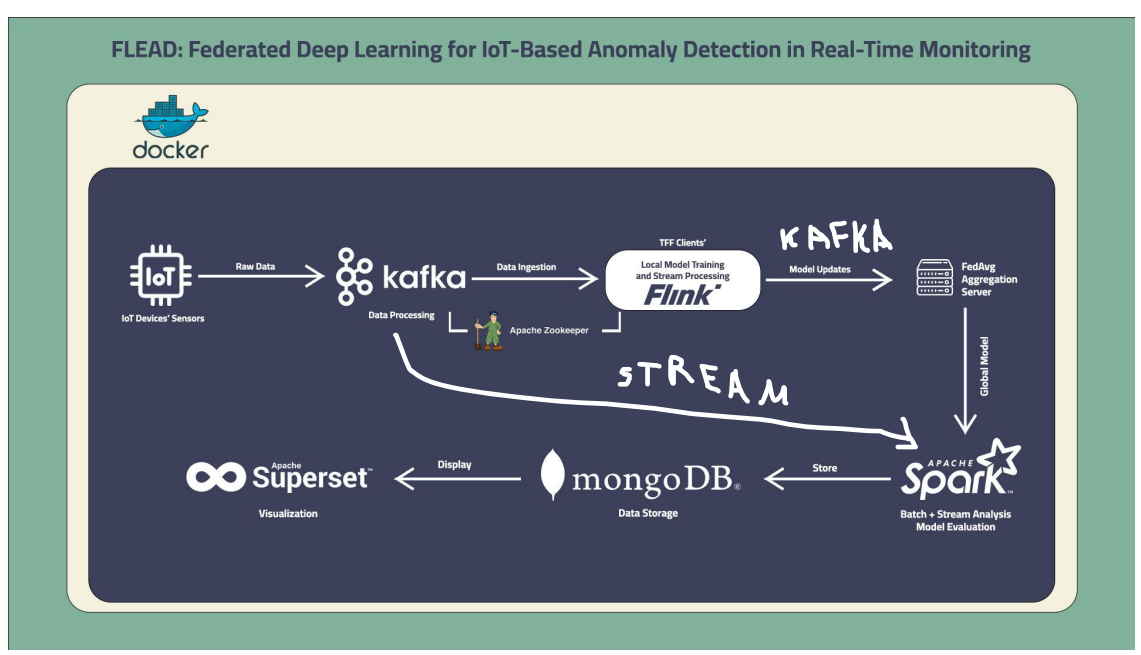 FLEAD: Federated Deep Learning for IoT-Based Anomaly Detection in Real-Time Monitoring
docker
IoT
IoT Devices' Sensors
Raw Data
kafka
Data Processing
Data Ingestion
Apache Zookeeper
TFF Clients'
Local Model Training
and Stream Processing
Flink
KAFKA
Model Updates
FedAvg
Aggregation
Server
STREAM
Global Model
APACHE
Spark™
Batch + Stream Analysis
Model Evaluation
Store
mongoDB®
Data Storage
Display
Apache
Superset™
Visualization